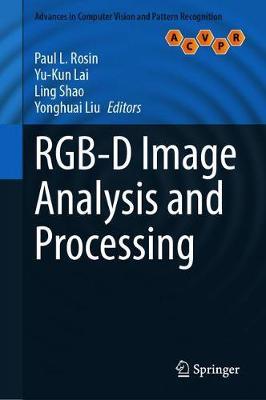 Advances in Computer Vision and Pattern Recognition
Paul L. Rosin
Yu-Kun Lai
Ling Shao
Yonghuai Liu Editors
A C V P R
RGB-D Image
Analysis and
Processing
Springer